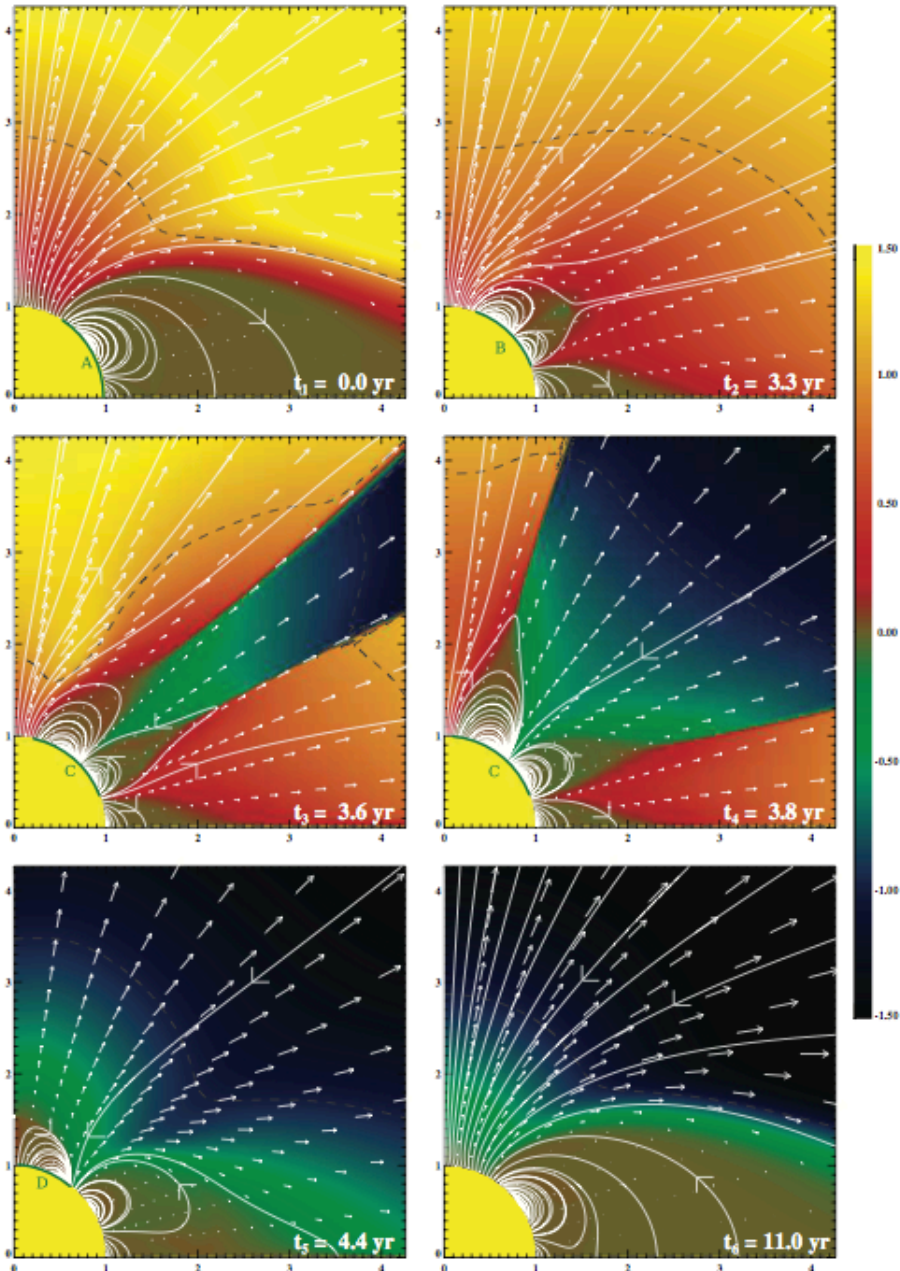 4
3
2
1
0
0 1 2 3 4
A
t₁ = 0.0 yr
4
3
2
1
0
0 1 2 3 4
B
t₂ = 3.3 yr
1.50
1.00
0.50
0.00
-0.50
-1.00
-1.50
4
3
2
1
0
0 1 2 3 4
C
t₃ = 3.6 yr
4
3
2
1
0
0 1 2 3 4
C
t₄ = 3.8 yr
4
3
2
1
0
0 1 2 3 4
D
t₅ = 4.4 yr
4
3
2
1
0
0 1 2 3 4
t₆ = 11.0 yr